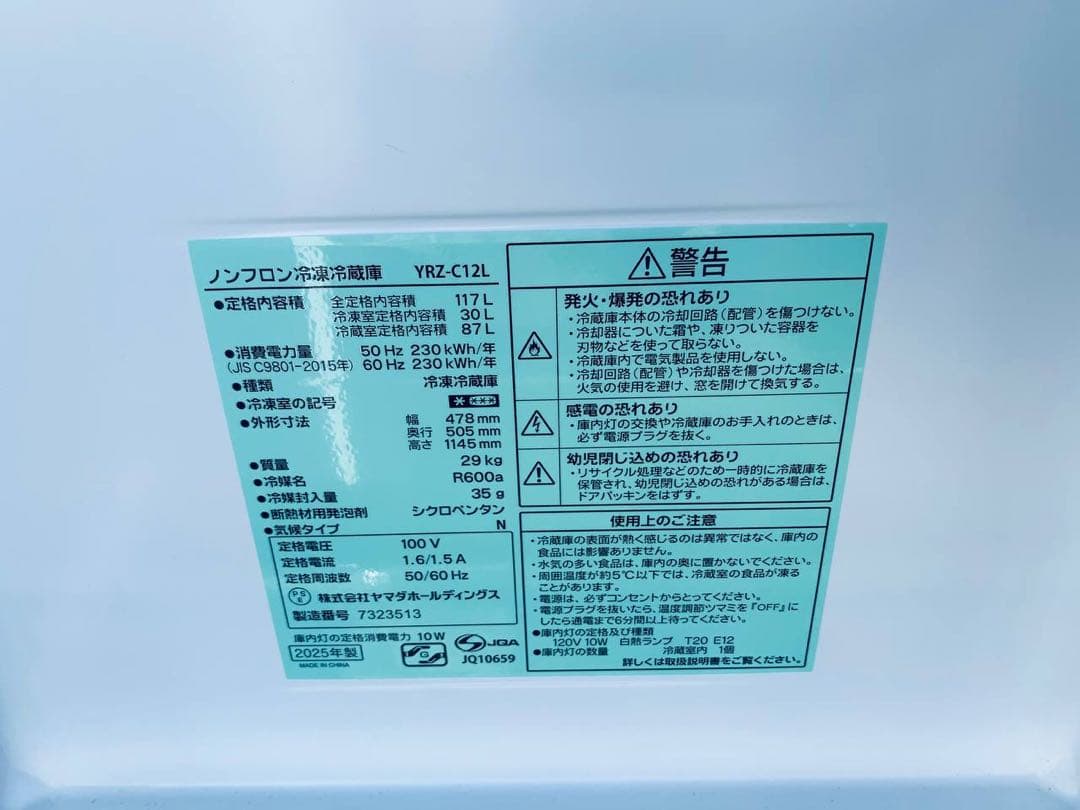 ノンフロン冷凍冷蔵庫 YRZ-C12L
●定格内容積 全定格内容積 117 L
冷凍室定格内容積 30 L
冷蔵室定格内容積 87 L
●消費電力量 50 Hz 230 kWh/年
(JIS C9801-2015年) 60 Hz 230 kWh/年
●種類 冷凍冷蔵庫
●冷凍室の記号
●外形寸法 幅 478 mm
奥行 505 mm
高さ 1145 mm
●質量 29 kg
●冷媒名 R600a
●冷媒封入量 35 g
●断熱材用発泡剤 シクロペンタン
●気候タイプ N
定格電圧 100 V
定格電流 1.6/1.5 A
定格周波数 50/60 Hz
PSE 株式会社ヤマダホールディングス
製造番号 7323513
庫内灯の定格消費電力 10 W
2025年製
MADE IN CHINA
G
JQA
JQ10659
警告
発火・爆発の恐れあり
・冷蔵庫本体の冷却回路（配管）を傷つけない。
・冷却器についた霜や、凍りついた容器を
刃物などを使って取らない。
・冷蔵庫内で電気製品を使用しない。
・冷却回路（配管）や冷却器を傷つけた場合は、
火気の使用を避け、窓を開けて換気する。
感電の恐れあり
・庫内灯の交換や冷蔵庫のお手入れのときは、
必ず電源プラグを抜く。
幼児閉じ込めの恐れあり
・リサイクル処理などのため一時的に冷蔵庫を
保管され、幼児閉じ込めの恐れがある場合は、
ドアパッキンをはずす。
使用上のご注意
・冷蔵庫の表面が熱く感じるのは異常ではなく、庫内の
食品には影響ありません。
・水気の多い食品は、庫内の奥に置かないでください。
・周囲温度が約5℃以下では、冷蔵室の食品が凍る
ことがあります。
・電源は、必ずコンセントからとってください。
・電源プラグを抜いたら、温度調節ツマミを「OFF」に
したら通電まで6分間以上待ってください。
●庫内灯の定格及び種類
120V 10W 白熱ランプ T20 E12
●庫内灯の数量 冷蔵室内 1個
詳しくは取扱説明書をご覧ください。